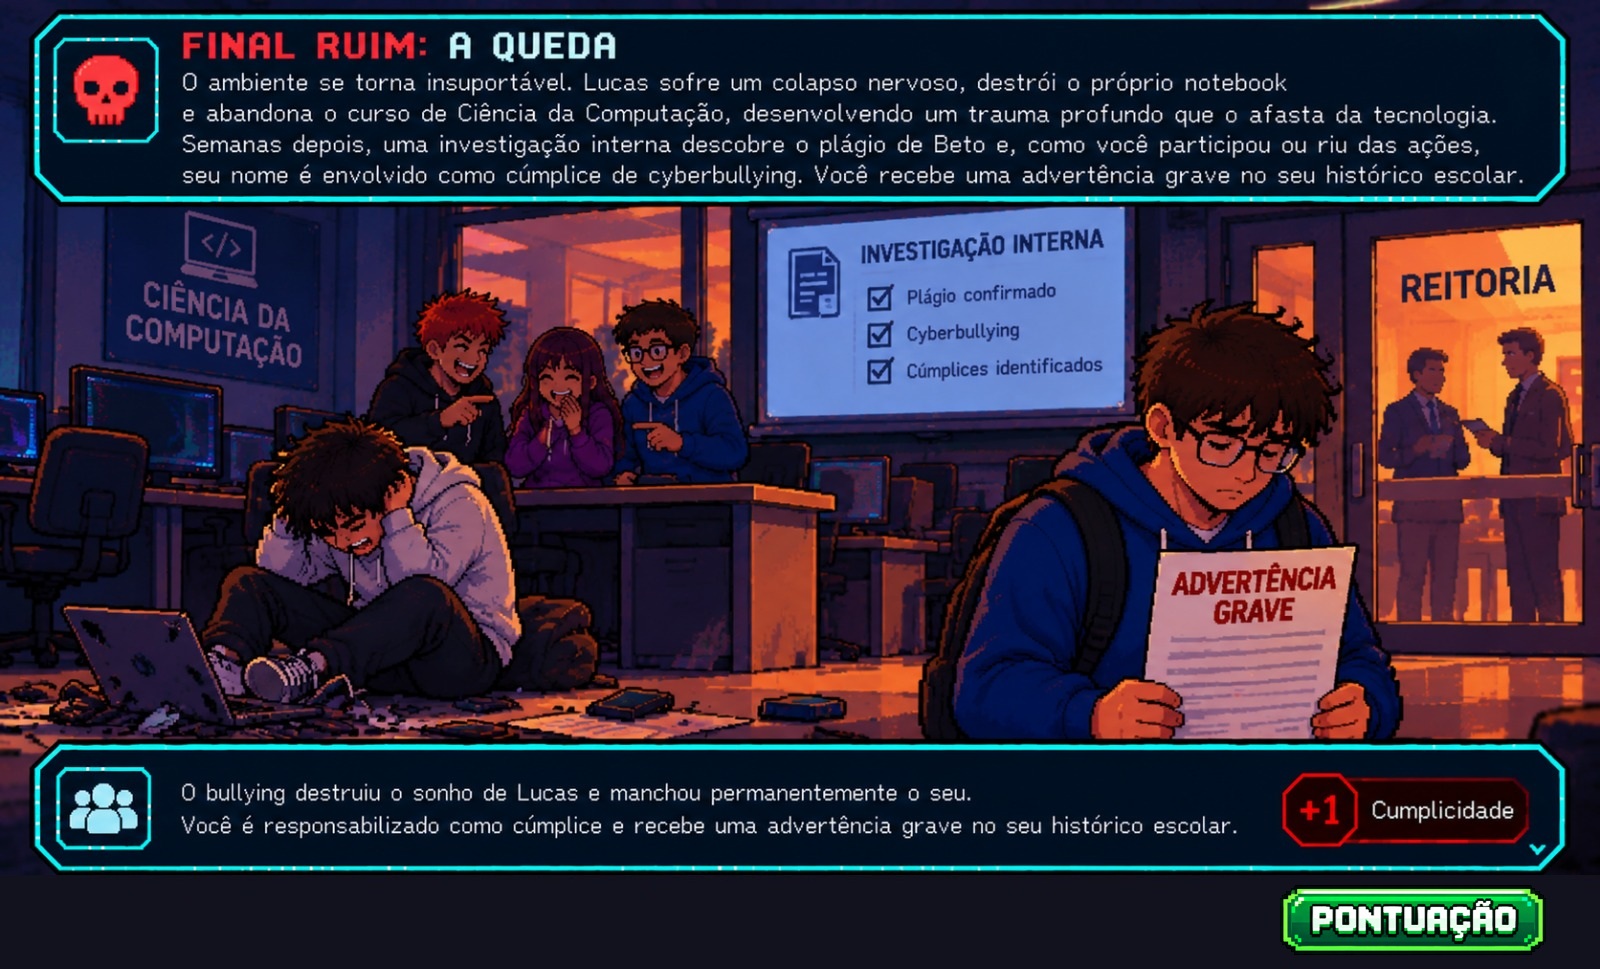 FINAL RUIM: A QUEDA
O ambiente se torna insuportável. Lucas sofre um colapso nervoso, destrói o próprio notebook
e abandona o curso de Ciência da Computação, desenvolvendo um trauma profundo que o afasta da tecnologia.
Semanas depois, uma investigação interna descobre o plágio de Beto e, como você participou ou riu das ações,
seu nome é envolvido como cúmplice de cyberbullying. Você recebe uma advertência grave no seu histórico escolar.
</>
CIÊNCIA DA
COMPUTAÇÃO
INVESTIGAÇÃO INTERNA
Plágio confirmado
Cyberbullying
Cúmplices identificados
REITORIA
ADVERTÊNCIA
GRAVE
O bullying destruiu o sonho de Lucas e manchou permanentemente o seu.
Você é responsabilizado como cúmplice e recebe uma advertência grave no seu histórico escolar.
+1 Cumplicidade
PONTUAÇÃO